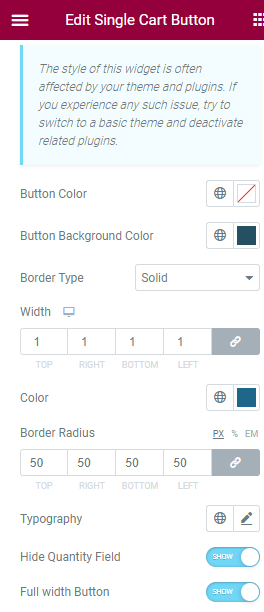 Edit Single Cart Button
The style of this widget is often
affected by your theme and plugins. If
you experience any such issue, try to
switch to a basic theme and deactivate
related plugins.
Button Color
Button Background Color
Border Type Solid
Width
1 1 1 1
TOP RIGHT BOTTOM LEFT
Color
Border Radius PX % EM
50 50 50 50
TOP RIGHT BOTTOM LEFT
Typography
Hide Quantity Field SHOW
Full width Button SHOW